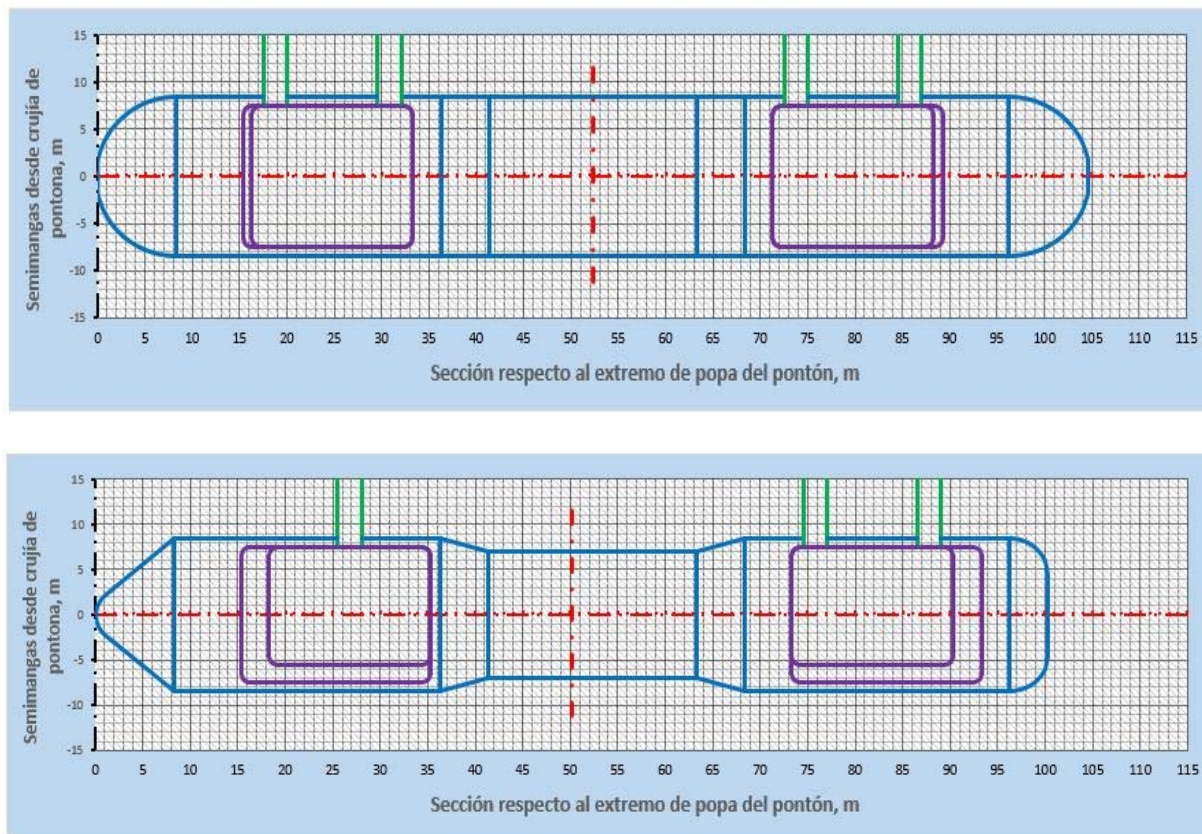 Semimangas desde crujía de
pontona, m
15
10
5
0
-5
-10
-15
0 5 10 15 20 25 30 35 40 45 50 55 60 65 70 75 80 85 90 95 100 105 110 115
Sección respecto al extremo de popa del pontón, m
Semimangas desde crujía de
pontona, m
15
10
5
0
-5
-10
-15
0 5 10 15 20 25 30 35 40 45 50 55 60 65 70 75 80 85 90 95 100 105 110 115
Sección respecto al extremo de popa del pontón, m